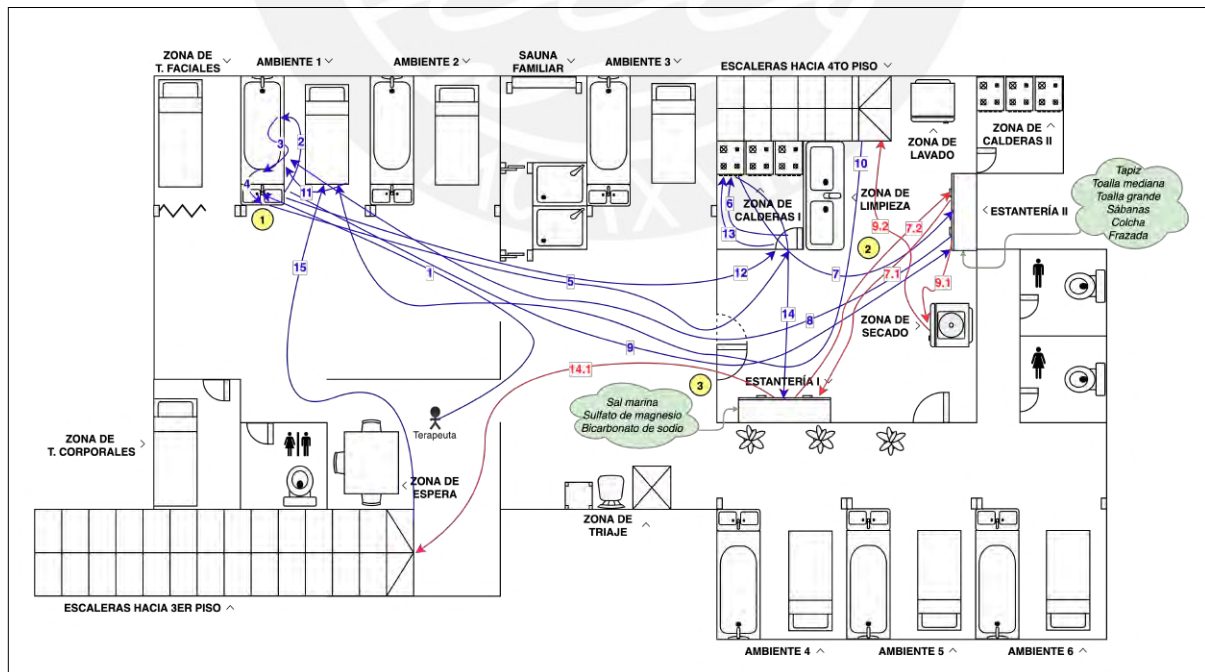 ZONA DE
T. FACIALES
AMBIENTE 1
AMBIENTE 2
SAUNA
FAMILIAR
AMBIENTE 3
ESCALERAS HACIA 4TO PISO
ZONA DE
LAVADO
ZONA DE
CALDERAS II
Tapiz
Toalla mediana
Toalla grande
Sábanas
Colcha
Frazada
ESTANTERÍA II
ZONA DE
LIMPIEZA
ZONA DE
CALDERAS I
3
2
4
11
1
10
6
13
9.2
7.2
2
15
1
5
12
7
7.1
9.1
14
8
ZONA DE
SECADO
9
14.1
3
ESTANTERÍA I
Sal marina
Sulfato de magnesio
Bicarbonato de sodio
Terapeuta
ZONA DE
T. CORPORALES
ZONA DE
ESPERA
ZONA DE
TRIAJE
ESCALERAS HACIA 3ER PISO
AMBIENTE 4
AMBIENTE 5
AMBIENTE 6